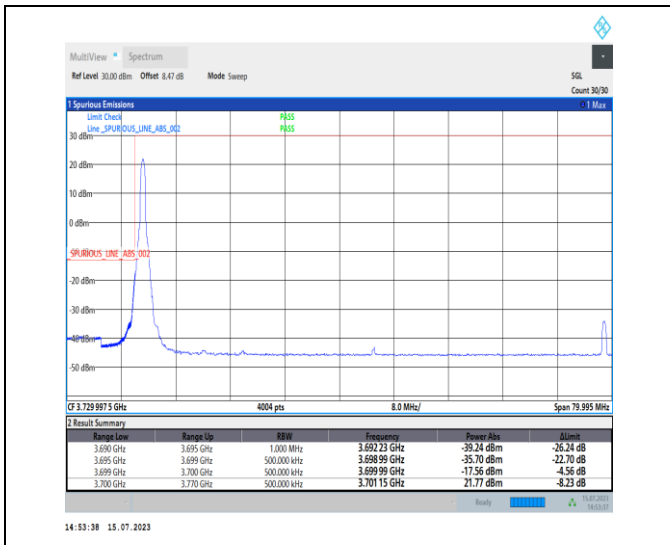 MultiView Spectrum
Ref Level 30.00 dBm Offset 8.47 dB Mode Sweep SGL
Count 30/30
1 Spurious Emissions 1 Max
Limit Check PASS
Line _SPURIOUS_LINE_ABS_002 PASS
30 dBm
20 dBm
10 dBm
0 dBm
_SPURIOUS_LINE_ABS_002
-20 dBm
-30 dBm
-40 dBm
-50 dBm
CF 3.729 997 5 GHz 4004 pts 8.0 MHz/ Span 79.995 MHz
2 Result Summary
Range Low Range Up RBW Frequency Power Abs ΔLimit
3.690 GHz 3.695 GHz 1.000 MHz 3.692 23 GHz -39.24 dBm -26.24 dB
3.695 GHz 3.699 GHz 500.000 kHz 3.698 99 GHz -35.70 dBm -22.70 dB
3.699 GHz 3.700 GHz 500.000 kHz 3.699 99 GHz -17.56 dBm -4.56 dB
3.700 GHz 3.770 GHz 500.000 kHz 3.701 15 GHz 21.77 dBm -8.23 dB
Ready 15.07.2023
14:53:37
14:53:38 15.07.2023